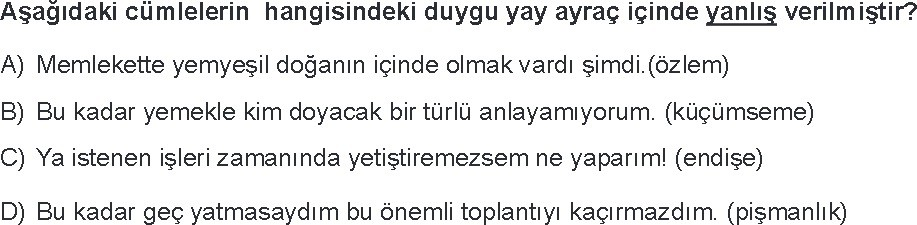 Aşağıdaki cümlelerin hangisindeki duygu yay ayraç içinde yanlış verilmiştir?
A) Memlekette yemyeşil doğanın içinde olmak vardı şimdi.(özlem)
B) Bu kadar yemekle kim doyacak bir türlü anlayamıyorum. (küçümseme)
C) Ya istenen işleri zamanında yetiştiremezsem ne yaparım! (endişe)
D) Bu kadar geç yatmasaydım bu önemli toplantıyı kaçırmazdım. (pişmanlık)